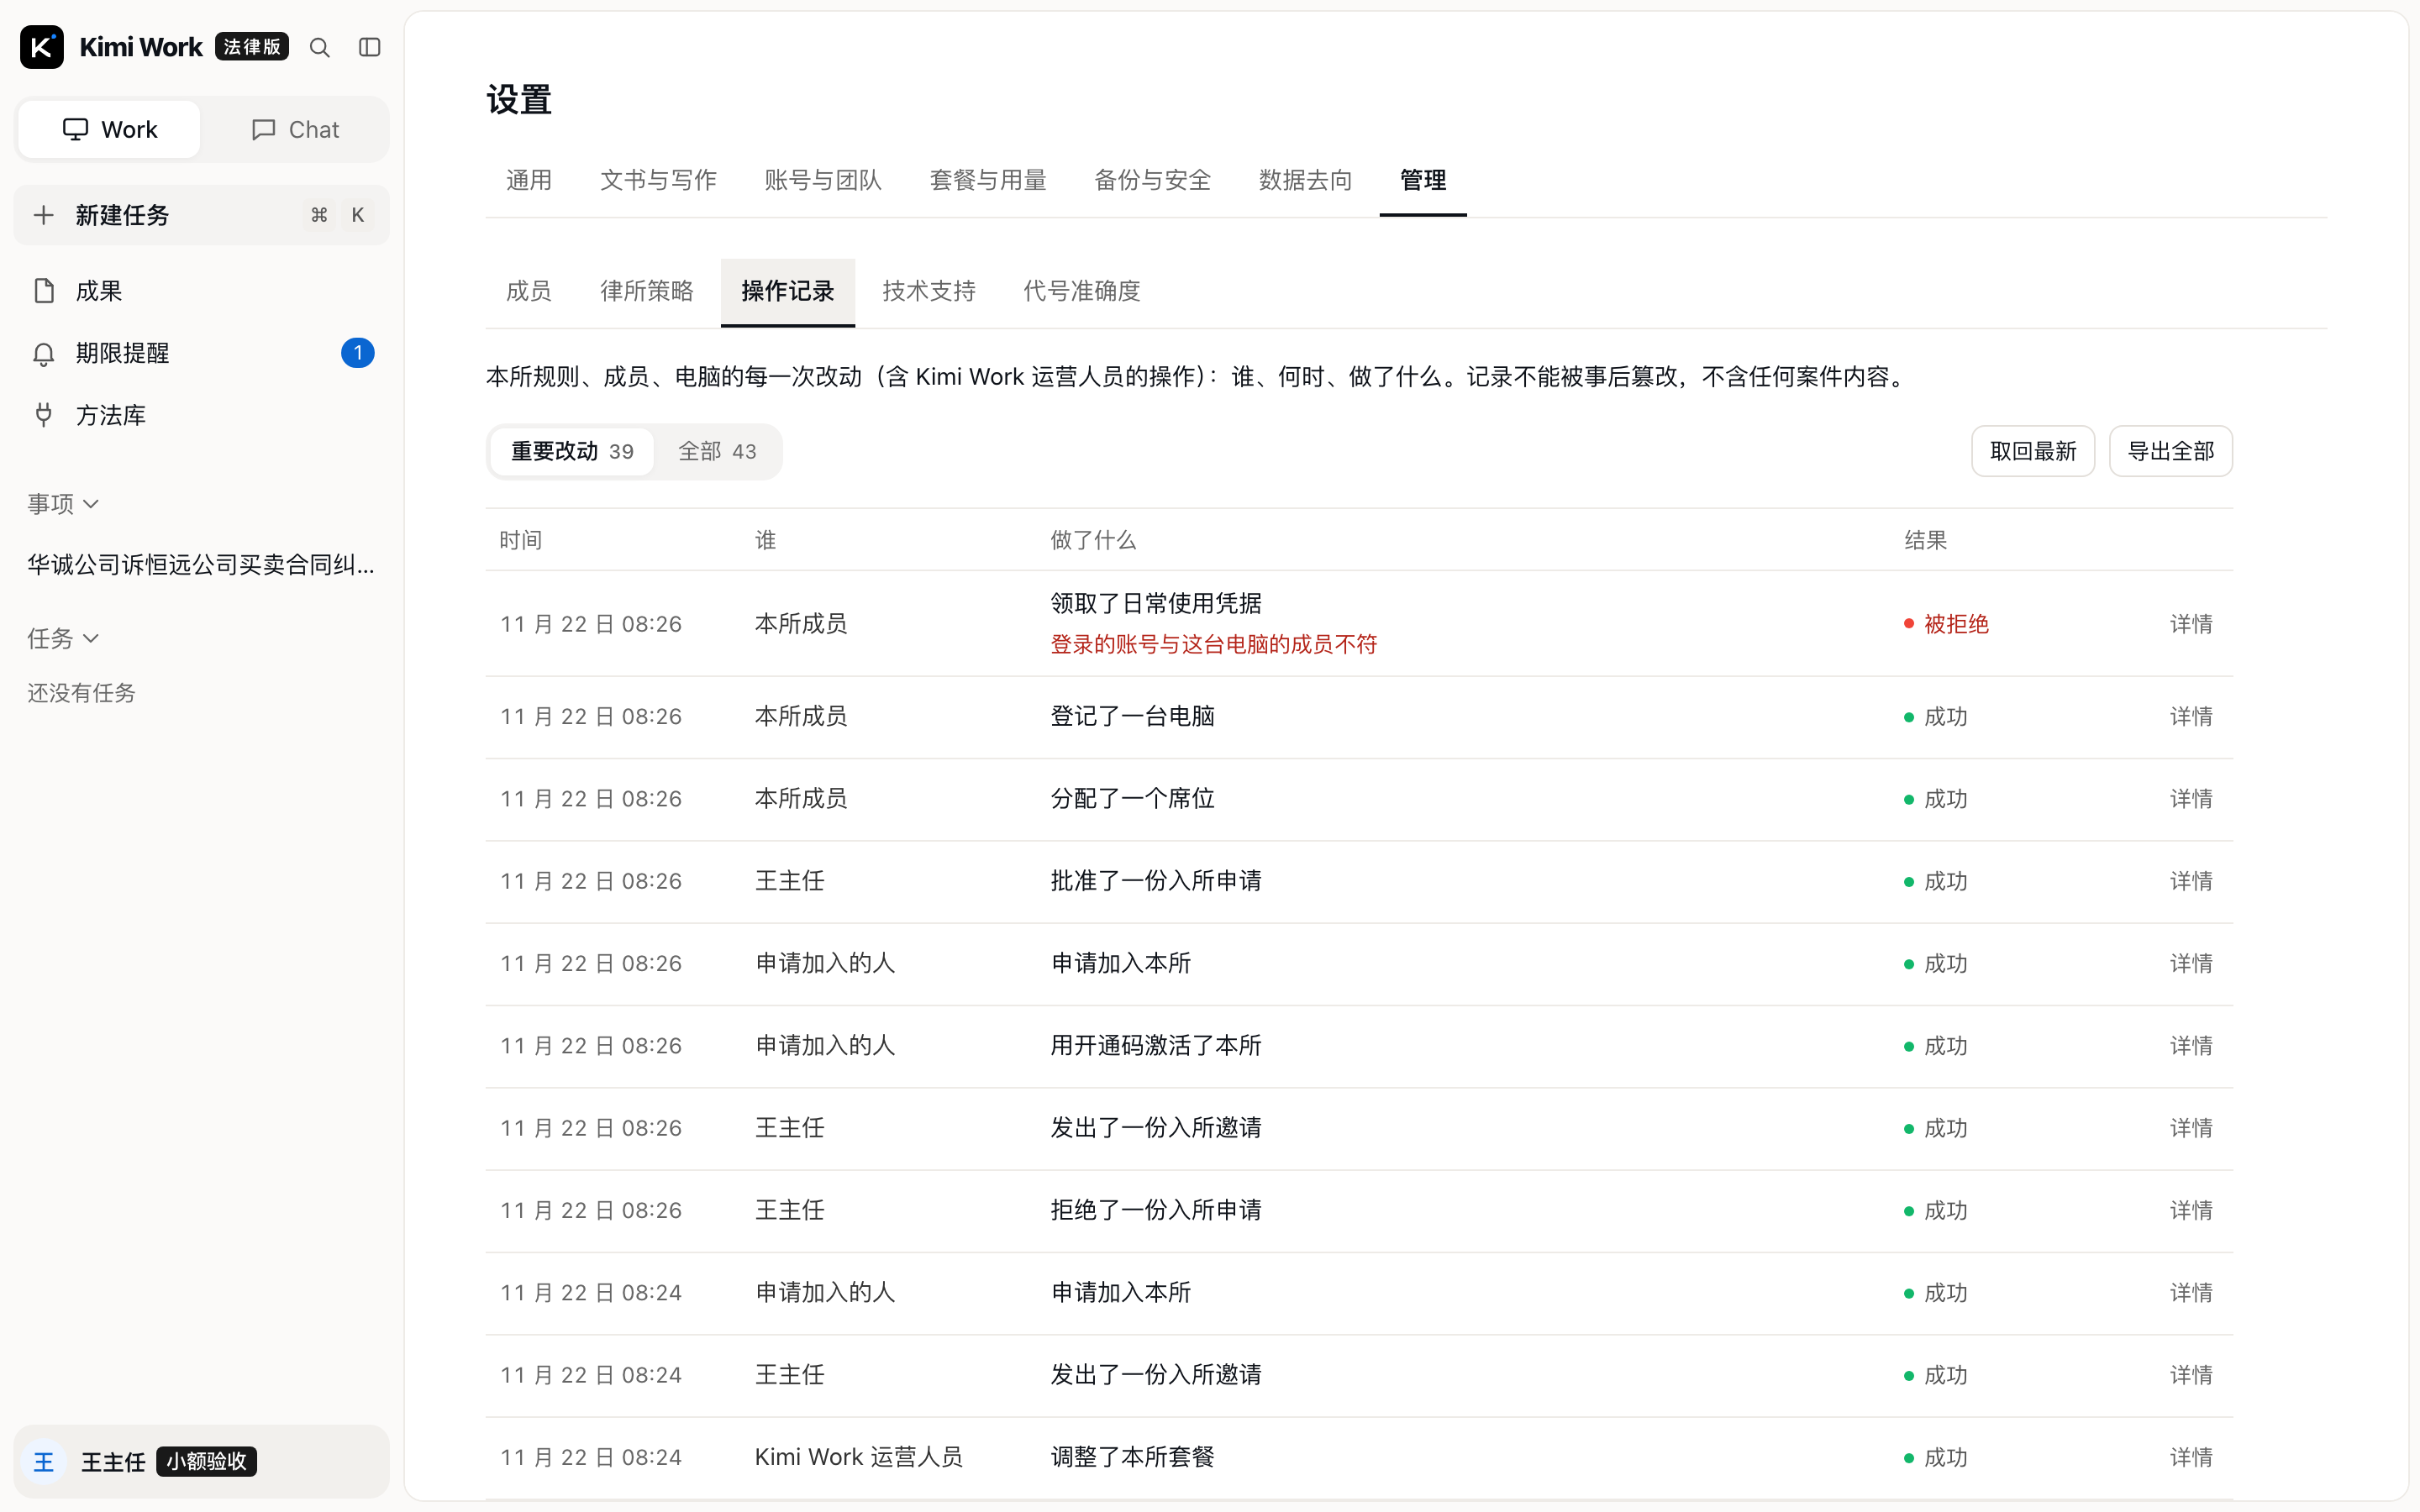 Kimi Work 法律版
Work
Chat
新建任务 ⌘ K
成果
期限提醒 1
方法库
事项
华诚公司诉恒远公司买卖合同纠...
任务
还没有任务
王 王主任 小额验收
设置
通用 文书与写作 账号与团队 套餐与用量 备份与安全 数据去向 管理
成员 律所策略 操作记录 技术支持 代号准确度
本所规则、成员、电脑的每一次改动（含 Kimi Work 运营人员的操作）：谁、何时、做了什么。记录不能被事后篡改，不含任何案件内容。
重要改动 39 全部 43 取回最新 导出全部
时间 谁 做了什么 结果
11 月 22 日 08:26 本所成员 领取了日常使用凭据 被拒绝 详情
登录的账号与这台电脑的成员不符
11 月 22 日 08:26 本所成员 登记了一台电脑 成功 详情
11 月 22 日 08:26 本所成员 分配了一个席位 成功 详情
11 月 22 日 08:26 王主任 批准了一份入所申请 成功 详情
11 月 22 日 08:26 申请加入的人 申请加入本所 成功 详情
11 月 22 日 08:26 申请加入的人 用开通码激活了本所 成功 详情
11 月 22 日 08:26 王主任 发出了一份入所邀请 成功 详情
11 月 22 日 08:26 王主任 拒绝了一份入所申请 成功 详情
11 月 22 日 08:24 申请加入的人 申请加入本所 成功 详情
11 月 22 日 08:24 王主任 发出了一份入所邀请 成功 详情
11 月 22 日 08:24 Kimi Work 运营人员 调整了本所套餐 成功 详情